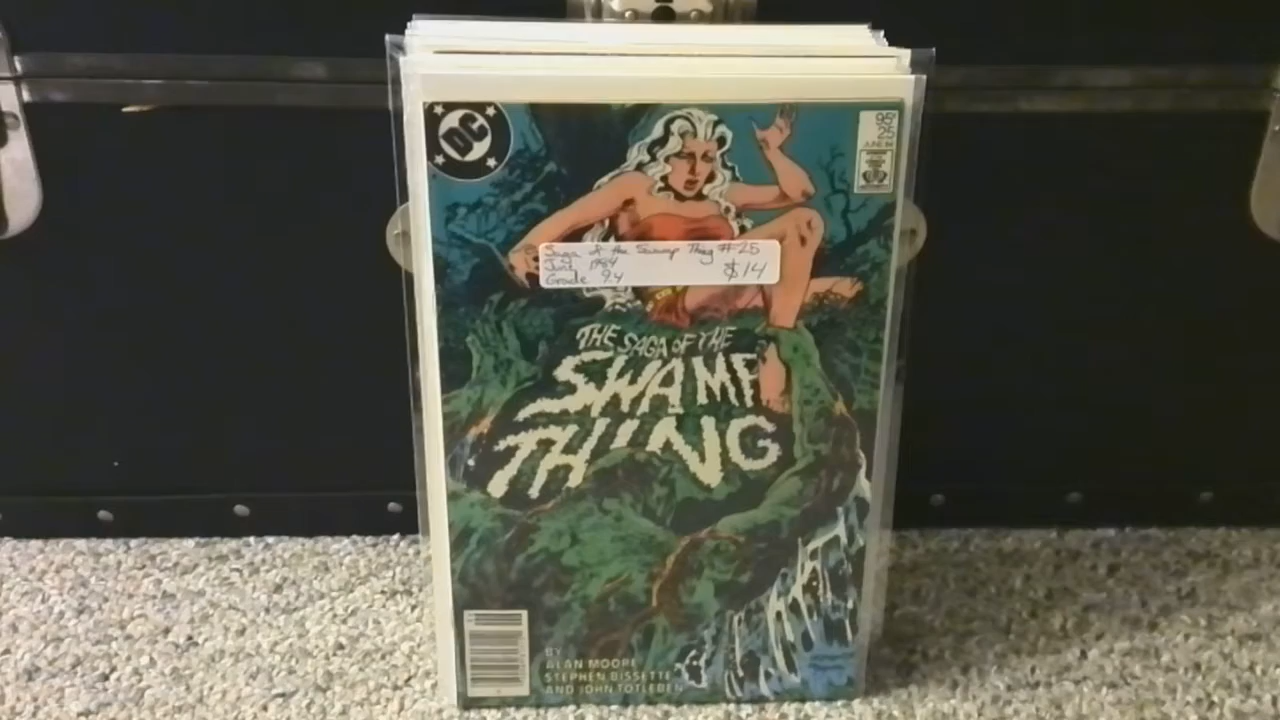 DC
95¢
25
JUNE 84
Saga of the Swamp Thing #25
June 1984
Grade 9.4
$14
THE SAGA OF THE
SWAMP
THING
BY
ALAN MOORE
STEPHEN BISSETTE
AND JOHN TOTLEBEN